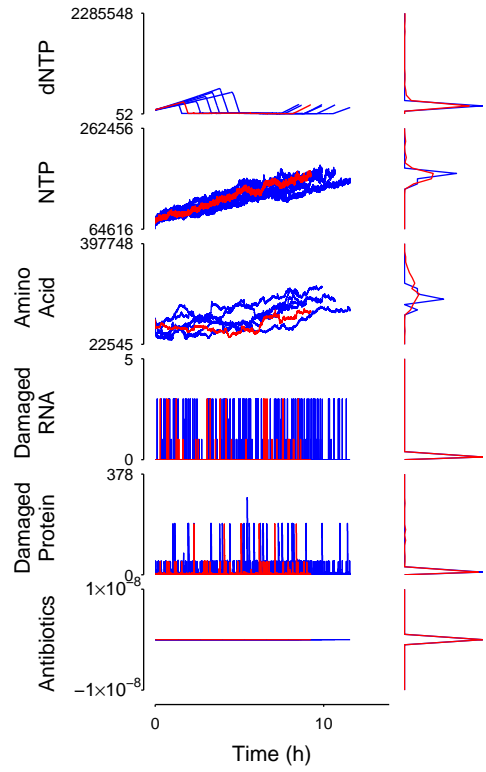 2285548
dNTP
52
262456
NTP
64616
397748
Amino
Acid
22545
5
Damaged
RNA
0
378
Damaged
Protein
0
1×10⁻⁸
Antibiotics
−1×10⁻⁸
0 10
Time (h)